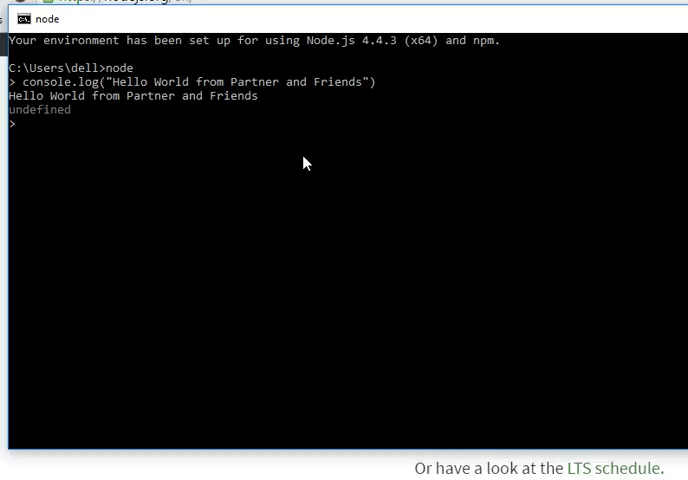 node
Your environment has been set up for using Node.js 4.4.3 (x64) and npm.
C:\Users\dell>node
> console.log("Hello World from Partner and Friends")
Hello World from Partner and Friends
undefined
>
Or have a look at the LTS schedule.